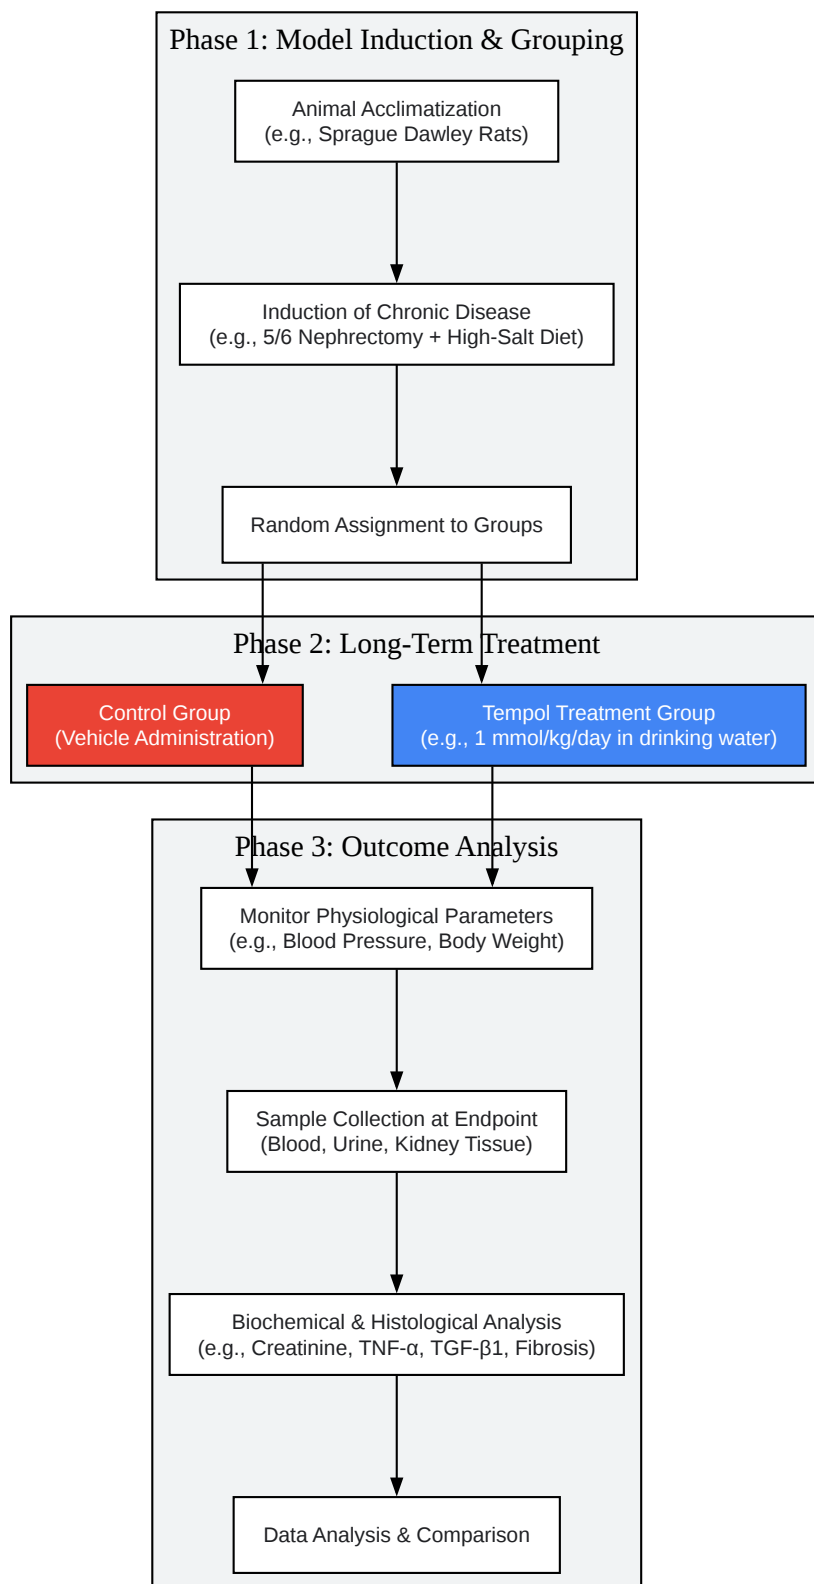 Phase 1: Model Induction & Grouping
Animal Acclimatization
(e.g., Sprague Dawley Rats)
Induction of Chronic Disease
(e.g., 5/6 Nephrectomy + High-Salt Diet)
Random Assignment to Groups
Phase 2: Long-Term Treatment
Control Group
(Vehicle Administration)
Tempol Treatment Group
(e.g., 1 mmol/kg/day in drinking water)
Phase 3: Outcome Analysis
Monitor Physiological Parameters
(e.g., Blood Pressure, Body Weight)
Sample Collection at Endpoint
(Blood, Urine, Kidney Tissue)
Biochemical & Histological Analysis
(e.g., Creatinine, TNF-α, TGF-β1, Fibrosis)
Data Analysis & Comparison